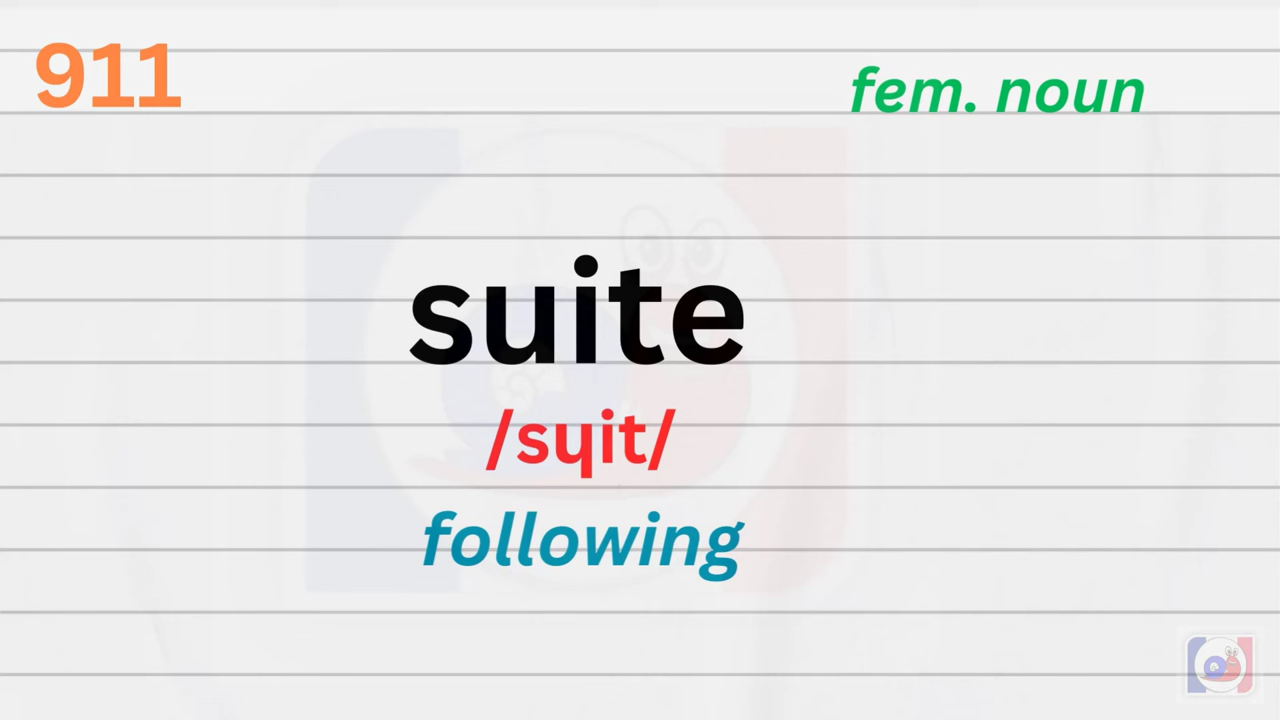 911
fem. noun
suite
/sɥit/
following